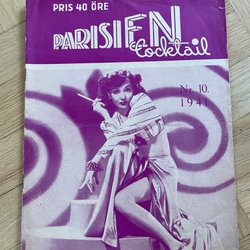 PRIS 40 ÖRE
PARISIEN
Cocktail
Nr. 10.
1941